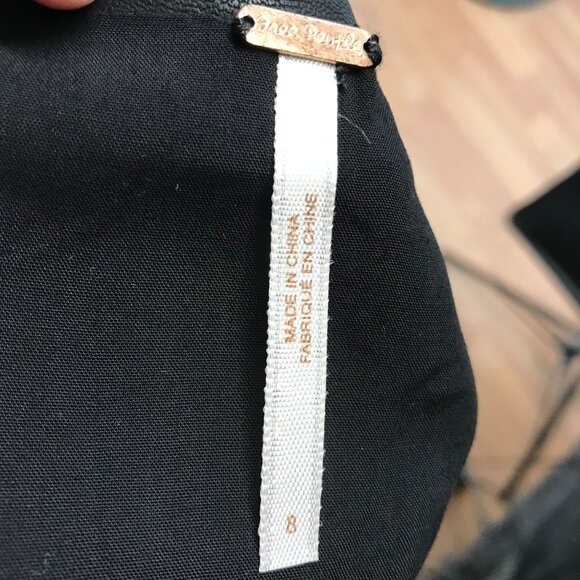 Free People
MADE IN CHINA
FABRIQUÉ EN CHINE
8